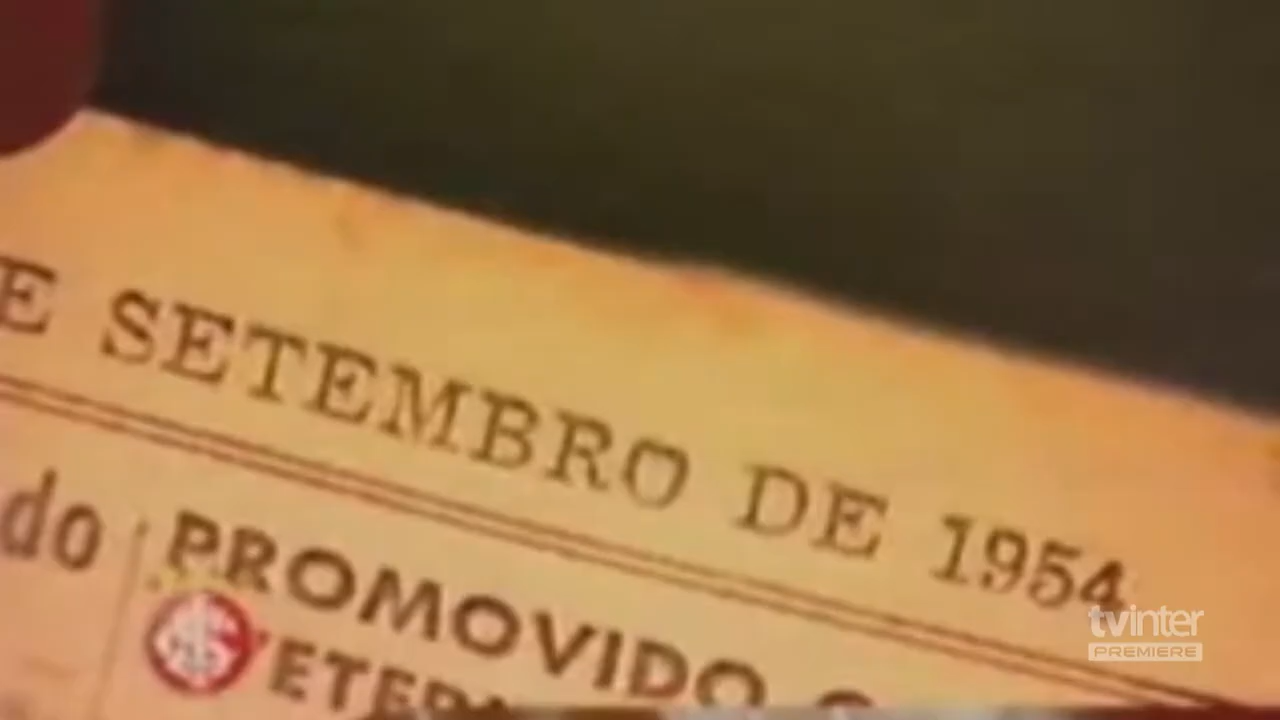 E SETEMBRO DE 1954
do
PROMOVIDO
tvinter
PREMIERE